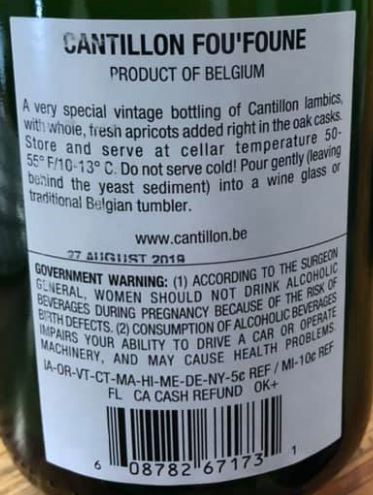 CANTILLON FOU'FOUNE
PRODUCT OF BELGIUM
A very special vintage bottling of Cantillon lambics,
with whole, fresh apricots added right in the oak casks.
Store and serve at cellar temperature 50-
55° F/10-13° C. Do not serve cold! Pour gently (leaving
behind the yeast sediment) into a wine glass or
traditional Belgian tumbler.
www.cantillon.be
27 AUGUST 2019
GOVERNMENT WARNING: (1) ACCORDING TO THE SURGEON
GENERAL, WOMEN SHOULD NOT DRINK ALCOHOLIC
BEVERAGES DURING PREGNANCY BECAUSE OF THE RISK OF
BIRTH DEFECTS. (2) CONSUMPTION OF ALCOHOLIC BEVERAGES
IMPAIRS YOUR ABILITY TO DRIVE A CAR OR OPERATE
MACHINERY, AND MAY CAUSE HEALTH PROBLEMS.
IA-OR-VT-CT-MA-HI-ME-DE-NY-5¢ REF / MI-10¢ REF
FL CA CASH REFUND OK+
6 08782 67173 1